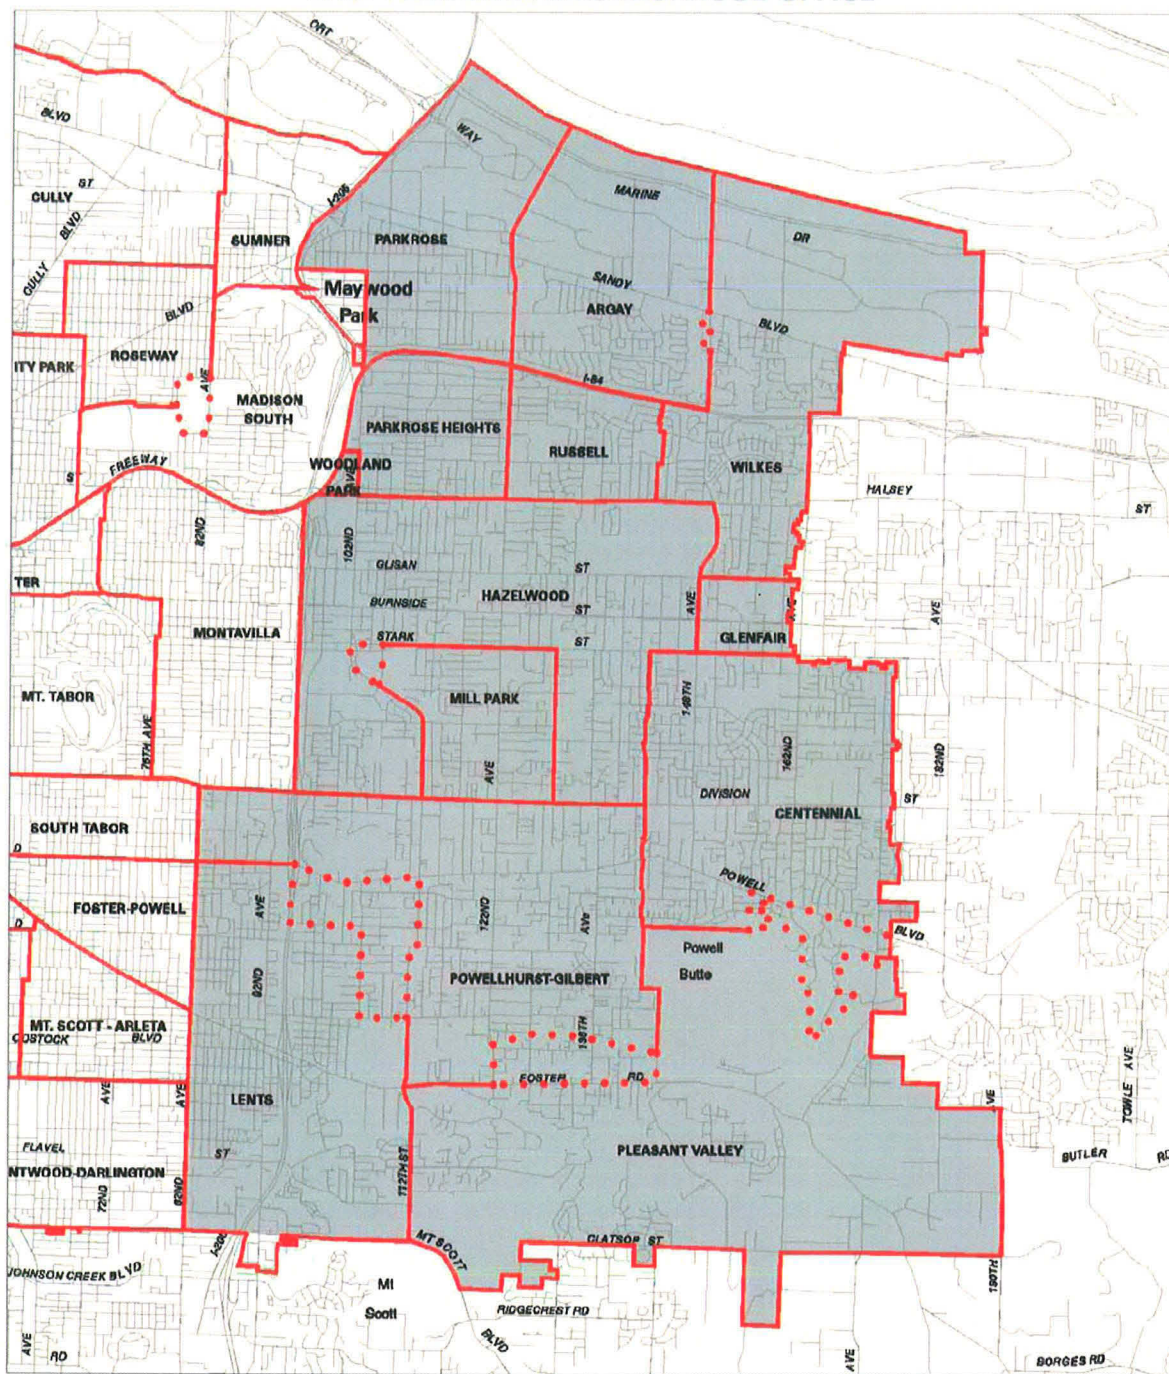 ORT
BLVD
WAY
MARINE
ST
CULLY
I-205
BLVD
SUMNER
PARKROSE
DR
CULLY
SANDY
Maywood
Park
ARGAY
BLVD
BLVD
ROSEWAY
ITY PARK
AVE
I-84
MADISON
SOUTH
PARKROSE HEIGHTS
RUSSELL
WOODLAND
PARK
AVE
WILKES
FREEWAY
S
HALSEY
ST
82ND
102ND
GLISAN
ST
TER
HAZELWOOD
BURNSIDE
ST
AVE
AVE
AVE
MONTAVILLA
STARK
ST
GLENFAIR
MT. TABOR
MILL PARK
148TH
76TH AVE
162ND
182ND
AVE
DIVISION
ST
CENTENNIAL
SOUTH TABOR
D
POWELL
FOSTER-POWELL
AVE
122ND
AVE
BLVD
D
Powell
Butte
92ND
POWELLHURST-GILBERT
MT. SCOTT - ARLETA
COSTOCK
BLVD
136TH
FOSTER
RD
AVE
AVE
LENTS
AVE
TOWLE AVE
FLAVEL
ST
PLEASANT VALLEY
BUTLER
RD
NTWOOD-DARLINGTON
72ND
82ND
112TH ST
I-205
MT SCOTT
CLATSOP ST
JOHNSON CREEK BLVD
Mt
Scott
190TH
RIDGECREST RD
BLVD
AVE
RD
AVE
BORGES RD